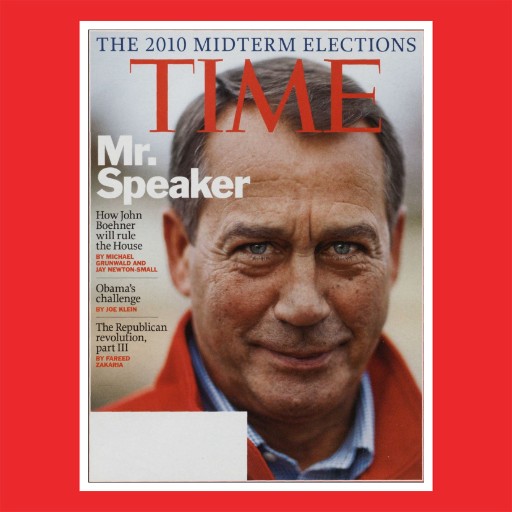 THE 2010 MIDTERM ELECTIONS
TIME
Mr.
Speaker
How John
Boehner
will rule
the House
BY MICHAEL
GRUNWALD AND
JAY NEWTON-SMALL
Obama's
challenge
BY JOE KLEIN
The Republican
revolution,
part III
BY FAREED
ZAKARIA